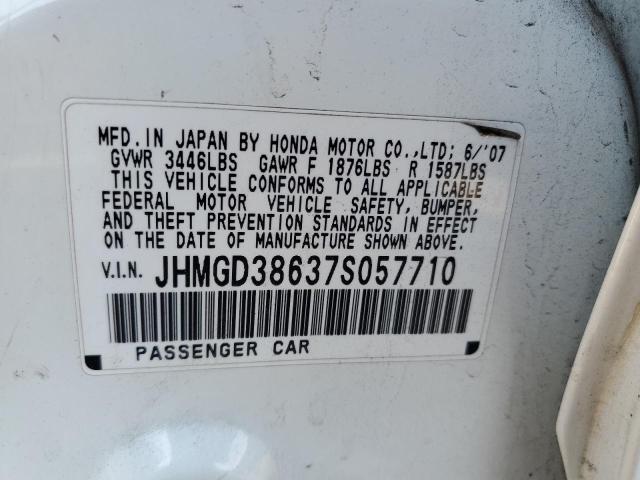 MFD. IN JAPAN BY HONDA MOTOR CO.,LTD; 6/'07
GVWR 3446LBS GAWR F 1876LBS R 1587LBS
THIS VEHICLE CONFORMS TO ALL APPLICABLE
FEDERAL MOTOR VEHICLE SAFETY, BUMPER,
AND THEFT PREVENTION STANDARDS IN EFFECT
ON THE DATE OF MANUFACTURE SHOWN ABOVE.
V.I.N. JHMGD38637S057710
PASSENGER CAR